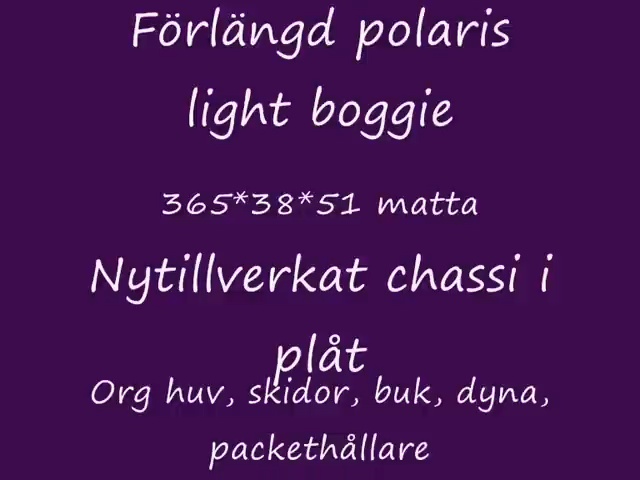 Förlängd polaris
light boggie
365*38*51 matta
Nytillverkat chassi i
plåt
Org huv, skidor, buk, dyna,
packethållare